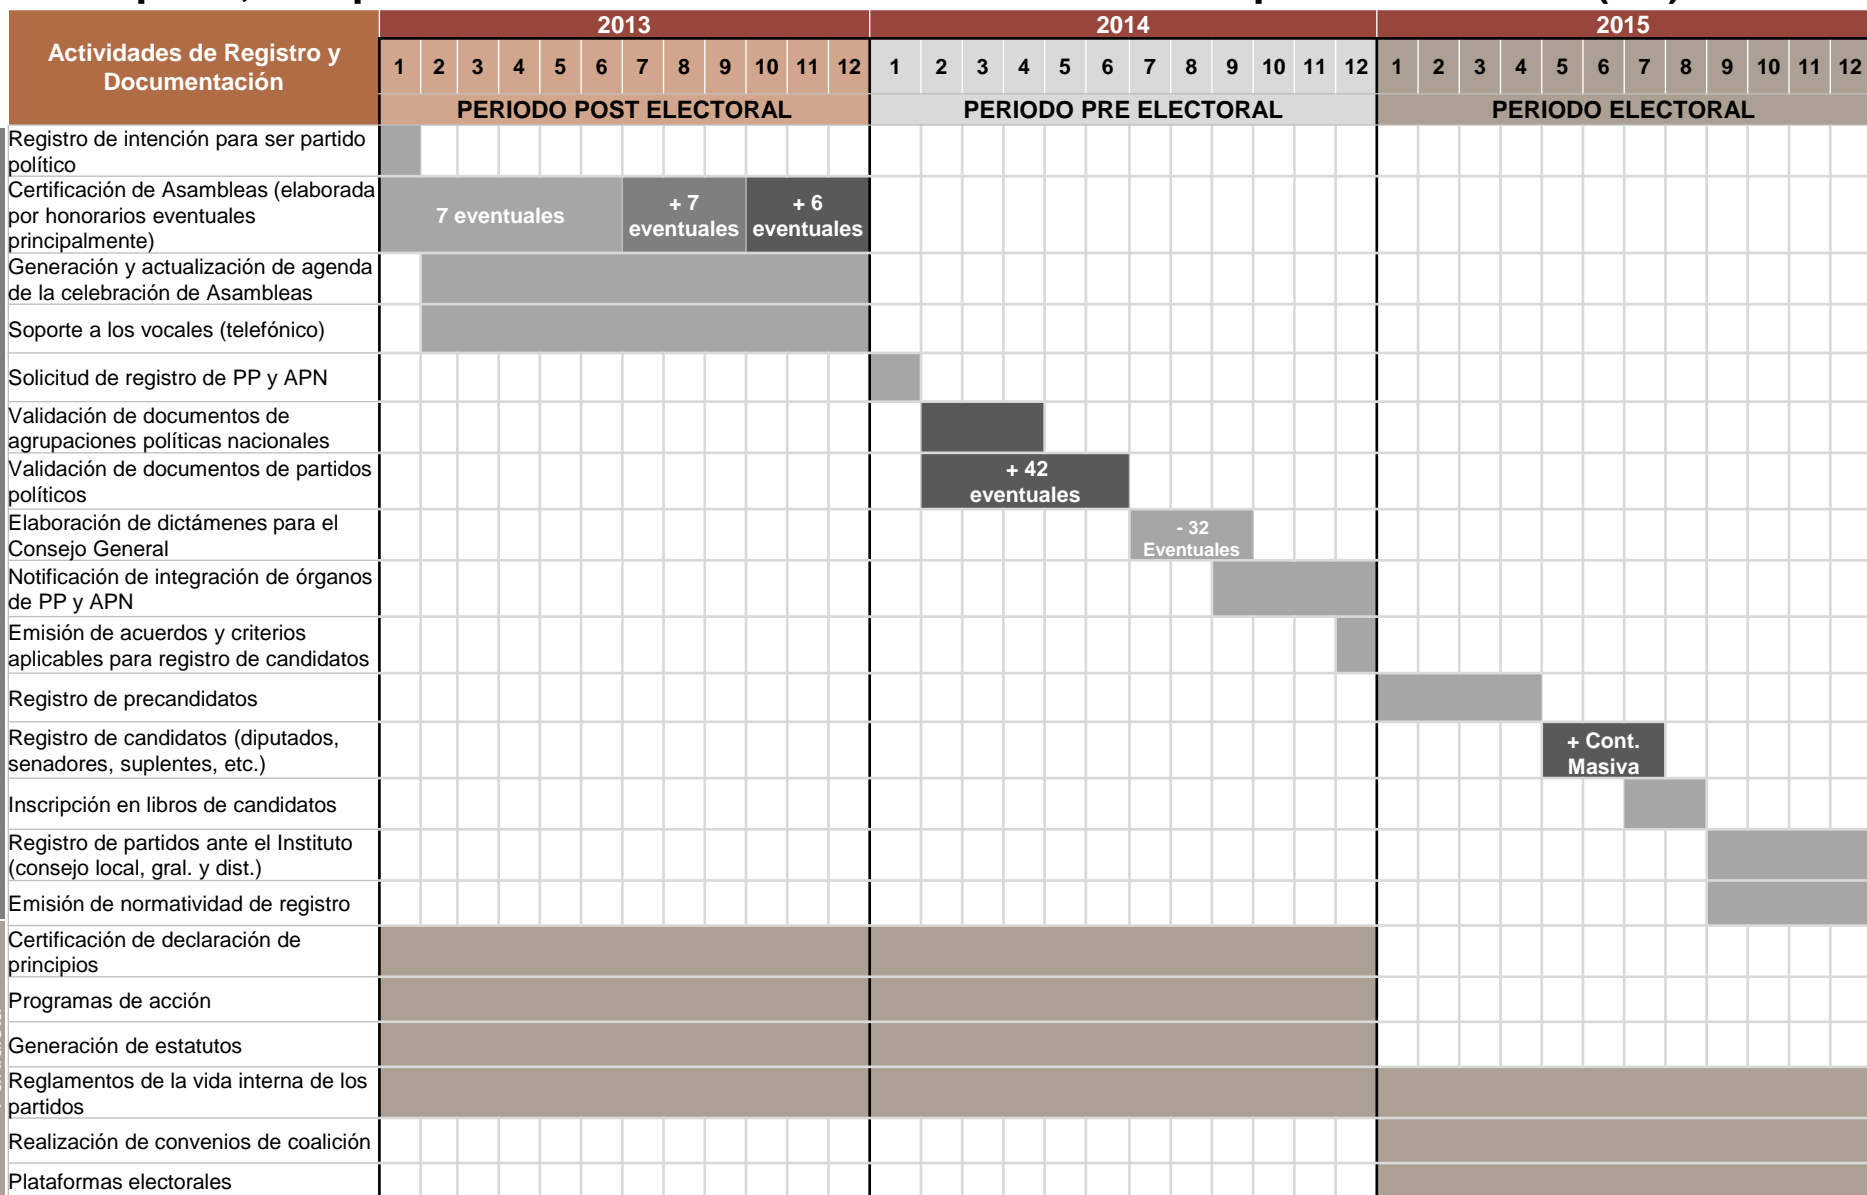 2013 2014 2015
Actividades de Registro y
Documentación
1 2 3 4 5 6 7 8 9 10 11 12 1 2 3 4 5 6 7 8 9 10 11 12 1 2 3 4 5 6 7 8 9 10 11 12
PERIODO POST ELECTORAL PERIODO PRE ELECTORAL PERIODO ELECTORAL
Registro de intención para ser partido
político
Certificación de Asambleas (elaborada
por honorarios eventuales
principalmente)
7 eventuales
+ 7
eventuales
+ 6
eventuales
Generación y actualización de agenda
de la celebración de Asambleas
Soporte a los vocales (telefónico)
Solicitud de registro de PP y APN
Validación de documentos de
agrupaciones políticas nacionales
Validación de documentos de partidos
políticos
+ 42
eventuales
Elaboración de dictámenes para el
Consejo General
- 32
Eventuales
Notificación de integración de órganos
de PP y APN
Emisión de acuerdos y criterios
aplicables para registro de candidatos
Registro de precandidatos
Registro de candidatos (diputados,
senadores, suplentes, etc.)
+ Cont.
Masiva
Inscripción en libros de candidatos
Registro de partidos ante el Instituto
(consejo local, gral. y dist.)
Emisión de normatividad de registro
Certificación de declaración de
principios
Programas de acción
Generación de estatutos
Reglamentos de la vida interna de los
partidos
Realización de convenios de coalición
Plataformas electorales